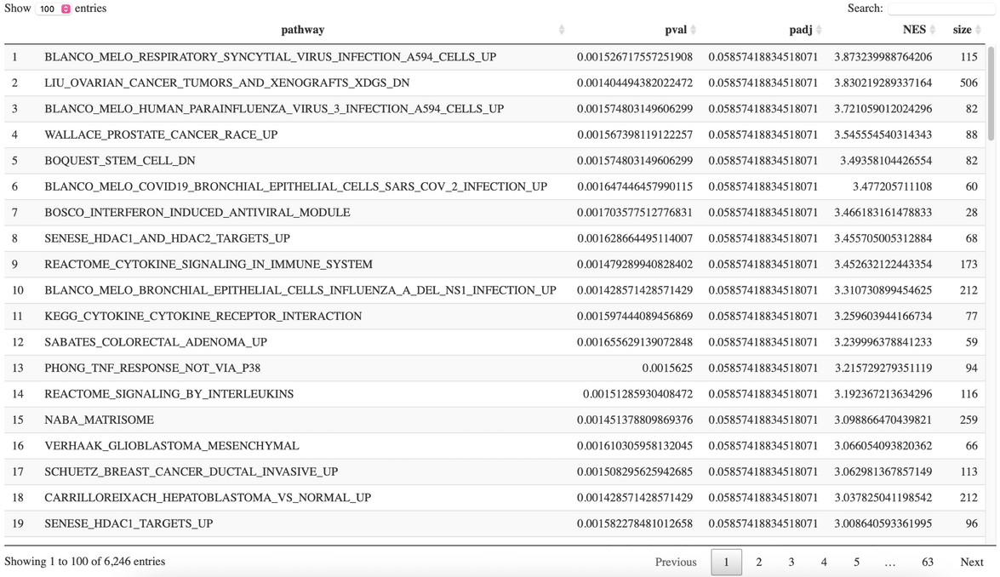 Show 100 entries Search:
pathway pval padj NES size
1 BLANCO_MELO_RESPIRATORY_SYNCYTIAL_VIRUS_INFECTION_A594_CELLS_UP 0.001526717557251908 0.05857418834518071 3.873239988764206 115
2 LIU_OVARIAN_CANCER_TUMORS_AND_XENOGRAFTS_XDGS_DN 0.001404494382022472 0.05857418834518071 3.830219289337164 506
3 BLANCO_MELO_HUMAN_PARAINFLUENZA_VIRUS_3_INFECTION_A594_CELLS_UP 0.001574803149606299 0.05857418834518071 3.721059012024296 82
4 WALLACE_PROSTATE_CANCER_RACE_UP 0.001567398119122257 0.05857418834518071 3.545554540314343 88
5 BOQUEST_STEM_CELL_DN 0.001574803149606299 0.05857418834518071 3.49358104426554 82
6 BLANCO_MELO_COVID19_BRONCHIAL_EPITHELIAL_CELLS_SARS_COV_2_INFECTION_UP 0.001647446457990115 0.05857418834518071 3.477205711108 60
7 BOSCO_INTERFERON_INDUCED_ANTIVIRAL_MODULE 0.001703577512776831 0.05857418834518071 3.466183161478833 28
8 SENESE_HDAC1_AND_HDAC2_TARGETS_UP 0.001628664495114007 0.05857418834518071 3.455705005312884 68
9 REACTOME_CYTOKINE_SIGNALING_IN_IMMUNE_SYSTEM 0.001479289940828402 0.05857418834518071 3.452632122443354 173
10 BLANCO_MELO_BRONCHIAL_EPITHELIAL_CELLS_INFLUENZA_A_DEL_NS1_INFECTION_UP 0.001428571428571429 0.05857418834518071 3.310730899454625 212
11 KEGG_CYTOKINE_CYTOKINE_RECEPTOR_INTERACTION 0.001597444089456869 0.05857418834518071 3.259603944166734 77
12 SABATES_COLORECTAL_ADENOMA_UP 0.001655629139072848 0.05857418834518071 3.239996378841233 59
13 PHONG_TNF_RESPONSE_NOT_VIA_P38 0.0015625 0.05857418834518071 3.215729279351119 94
14 REACTOME_SIGNALING_BY_INTERLEUKINS 0.00151285930408472 0.05857418834518071 3.192367213634296 116
15 NABA_MATRISOME 0.001451378809869376 0.05857418834518071 3.098866470439821 259
16 VERHAAK_GLIOBLASTOMA_MESENCHYMAL 0.001610305958132045 0.05857418834518071 3.066054093820362 66
17 SCHUETZ_BREAST_CANCER_DUCTAL_INVASIVE_UP 0.001508295625942685 0.05857418834518071 3.062981367857149 113
18 CARRILLOREIXACH_HEPATOBLASTOMA_VS_NORMAL_UP 0.001428571428571429 0.05857418834518071 3.037825041198542 212
19 SENESE_HDAC1_TARGETS_UP 0.001582278481012658 0.05857418834518071 3.008640593361995 96
Showing 1 to 100 of 6,246 entries Previous 1 2 3 4 5 … 63 Next